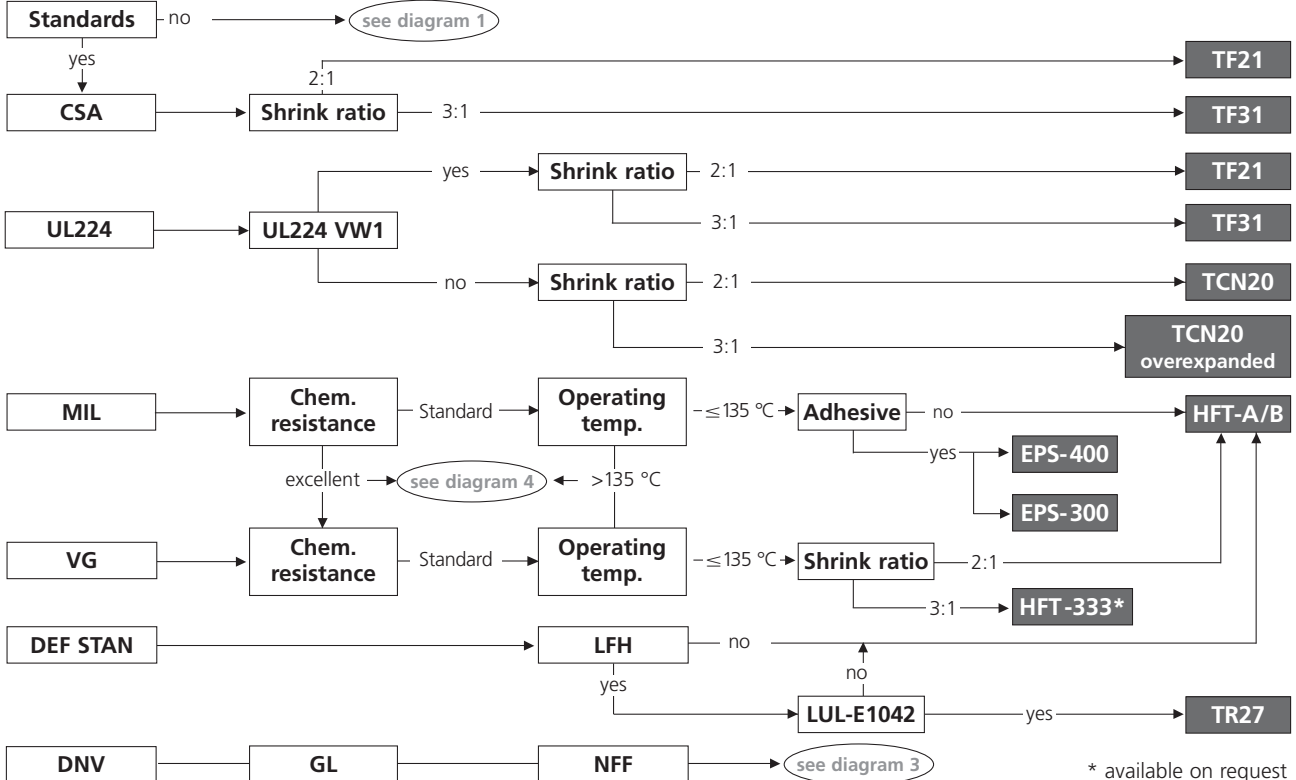 Standards
no
see diagram 1
yes
2:1
TF21
CSA
Shrink ratio
3:1
TF31
yes
Shrink ratio
2:1
TF21
UL224
UL224 VW1
3:1
TF31
no
Shrink ratio
2:1
TCN20
3:1
TCN20
overexpanded
MIL
Chem.
resistance
Standard
Operating
temp.
≤135 °C
Adhesive
no
HFT-A/B
yes
EPS-400
excellent
see diagram 4
>135 °C
EPS-300
VG
Chem.
resistance
Standard
Operating
temp.
≤135 °C
Shrink ratio
2:1
3:1
HFT-333*
DEF STAN
LFH
no
no
yes
LUL-E1042
yes
TR27
DNV
GL
NFF
see diagram 3
* available on request